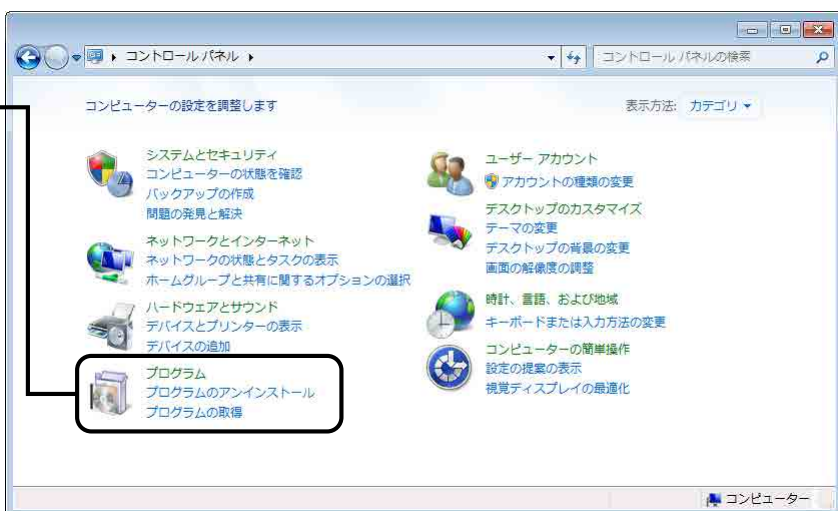 コントロール パネル
コントロール パネルの検索
コンピューターの設定を調整します
表示方法: カテゴリ
システムとセキュリティ
コンピューターの状態を確認
バックアップの作成
問題の発見と解決
ネットワークとインターネット
ネットワークの状態とタスクの表示
ホームグループと共有に関するオプションの選択
ハードウェアとサウンド
デバイスとプリンターの表示
デバイスの追加
プログラム
プログラムのアンインストール
プログラムの取得
ユーザー アカウント
アカウントの種類の変更
デスクトップのカスタマイズ
テーマの変更
デスクトップの背景の変更
画面の解像度の調整
時計、言語、および地域
キーボードまたは入力方法の変更
コンピューターの簡単操作
設定の提案の表示
視覚ディスプレイの最適化
コンピューター